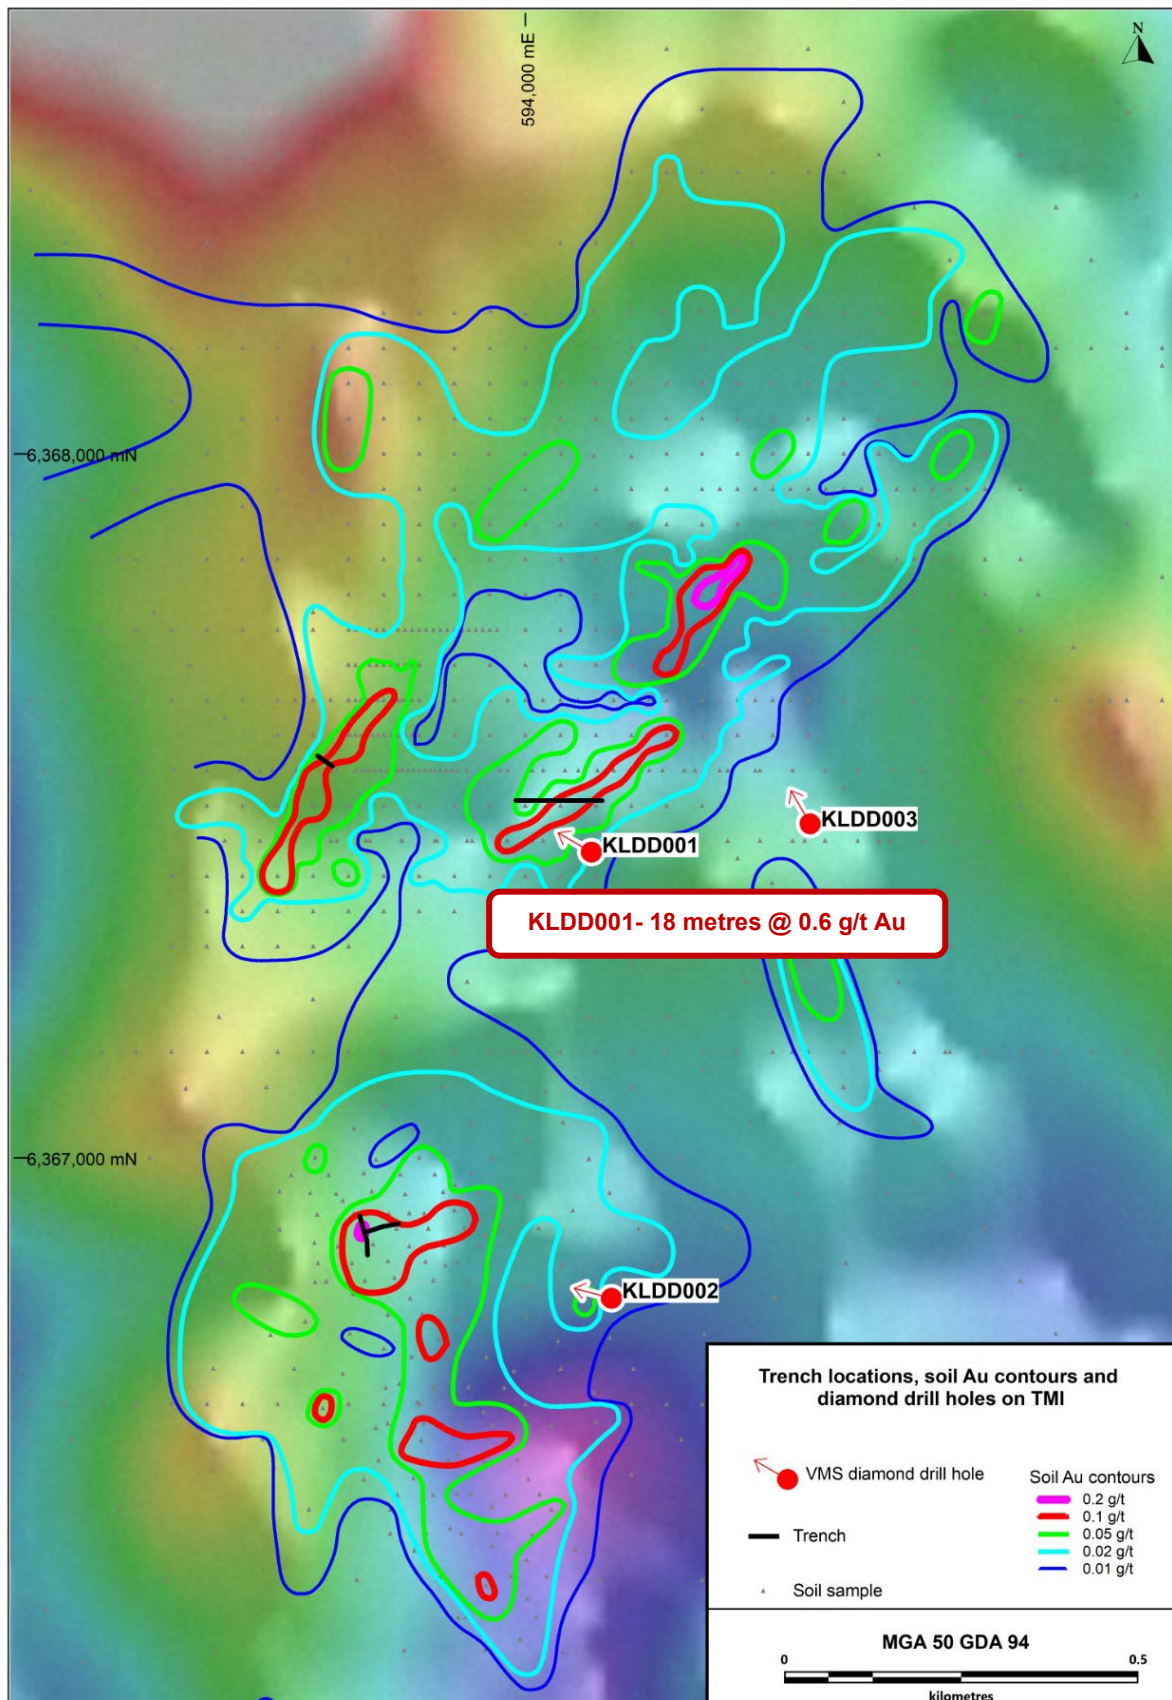 N
594,000 mE
6,368,000 mN
KLDD003
KLDD001
KLDD001- 18 metres @ 0.6 g/t Au
6,367,000 mN
KLDD002
Trench locations, soil Au contours and
diamond drill holes on TMI
VMS diamond drill hole
Trench
Soil sample
Soil Au contours
0.2 g/t
0.1 g/t
0.05 g/t
0.02 g/t
0.01 g/t
MGA 50 GDA 94
0 0.5
kilometres